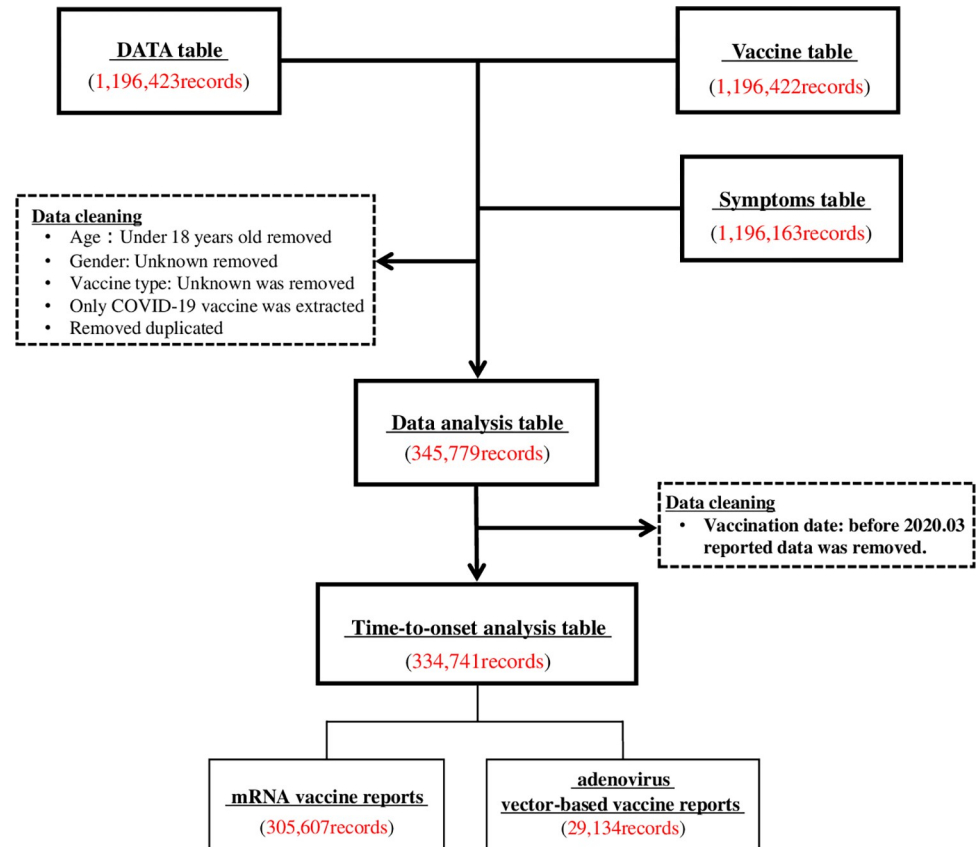 DATA table
(1,196,423records)
Vaccine table
(1,196,422records)
Symptoms table
(1,196,163records)
Data cleaning
• Age：Under 18 years old removed
• Gender: Unknown removed
• Vaccine type: Unknown was removed
• Only COVID-19 vaccine was extracted
• Removed duplicated
Data analysis table
(345,779records)
Data cleaning
• Vaccination date: before 2020.03
reported data was removed.
Time-to-onset analysis table
(334,741records)
mRNA vaccine reports
(305,607records)
adenovirus
vector-based vaccine reports
(29,134records)